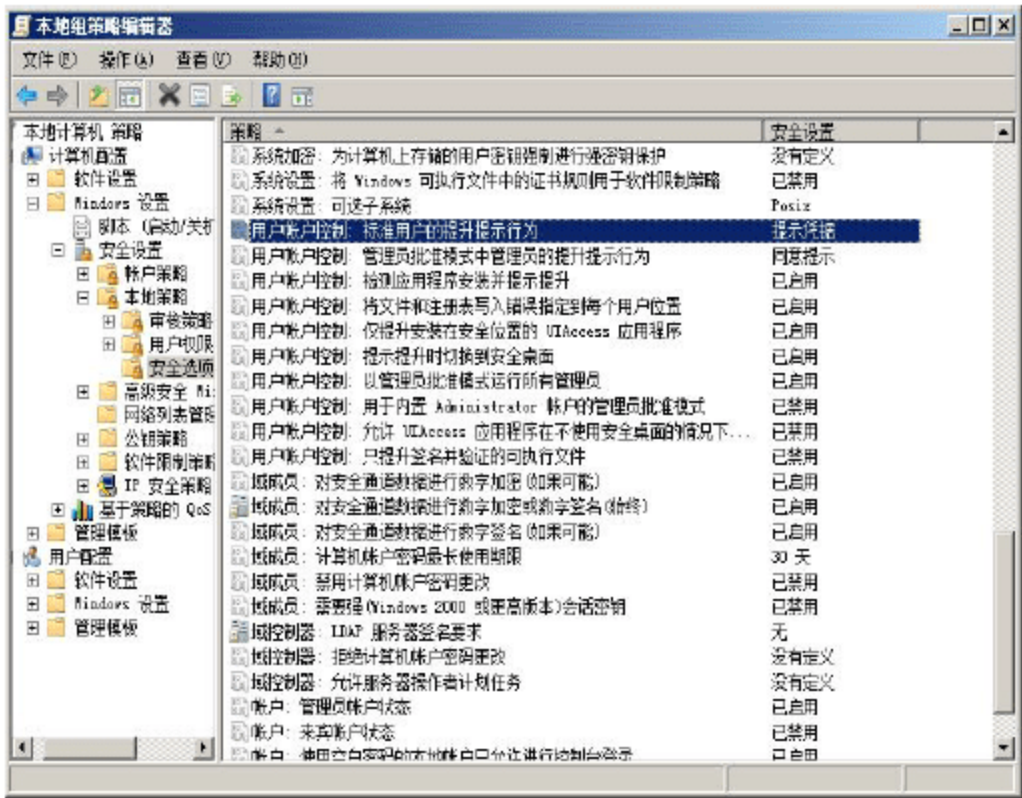 本地组策略编辑器
文件(F) 操作(A) 查看(V) 帮助(H)
本地计算机 策略
计算机配置
软件设置
Windows 设置
脚本 (启动/关机
安全设置
帐户策略
本地策略
审核策略
用户权限
安全选项
高级安全 Wi
网络列表管理
公钥策略
软件限制策略
IP 安全策略
基于策略的 QoS
管理模板
用户配置
软件设置
Windows 设置
管理模板
策略 安全设置
系统加密: 为计算机上存储的用户密钥强制进行强密钥保护 没有定义
系统设置: 将 Windows 可执行文件中的证书规则用于软件限制策略 已禁用
系统设置: 可选子系统 Posix
用户帐户控制: 标准用户的提升提示行为 提示凭据
用户帐户控制: 管理员批准模式中管理员的提升提示行为 同意提示
用户帐户控制: 检测应用程序安装并提示提升 已启用
用户帐户控制: 将文件和注册表写入错误指定到每个用户位置 已启用
用户帐户控制: 仅提升安装在安全位置的 UIAccess 应用程序 已启用
用户帐户控制: 提示提升时切换到安全桌面 已启用
用户帐户控制: 以管理员批准模式运行所有管理员 已启用
用户帐户控制: 用于内置 Administrator 帐户的管理员批准模式 已禁用
用户帐户控制: 允许 UIAccess 应用程序在不使用安全桌面的情况下... 已禁用
用户帐户控制: 只提升签名并验证的可执行文件 已禁用
域成员: 对安全通道数据进行数字加密(如果可能) 已启用
域成员: 对安全通道数据进行数字加密或数字签名(始终) 已启用
域成员: 对安全通道数据进行数字签名(如果可能) 已启用
域成员: 计算机帐户密码最长使用期限 30 天
域成员: 禁用计算机帐户密码更改 已禁用
域成员: 需要强(Windows 2000 或更高版本)会话密钥 已禁用
域控制器: LDAP 服务器签名要求 无
域控制器: 拒绝计算机帐户密码更改 没有定义
域控制器: 允许服务器操作者计划任务 没有定义
帐户: 管理员帐户状态 已启用
帐户: 来宾帐户状态 已禁用
帐户: 使用空白密码的本地帐户只允许进行控制台登录 已启用